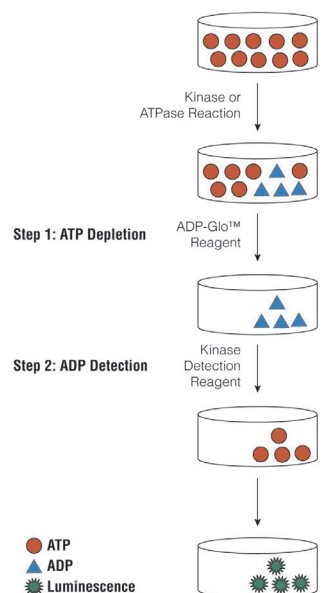 Kinase or
ATPase Reaction
Step 1: ATP Depletion
ADP-Glo™
Reagent
Step 2: ADP Detection
Kinase
Detection
Reagent
ATP
ADP
Luminescence